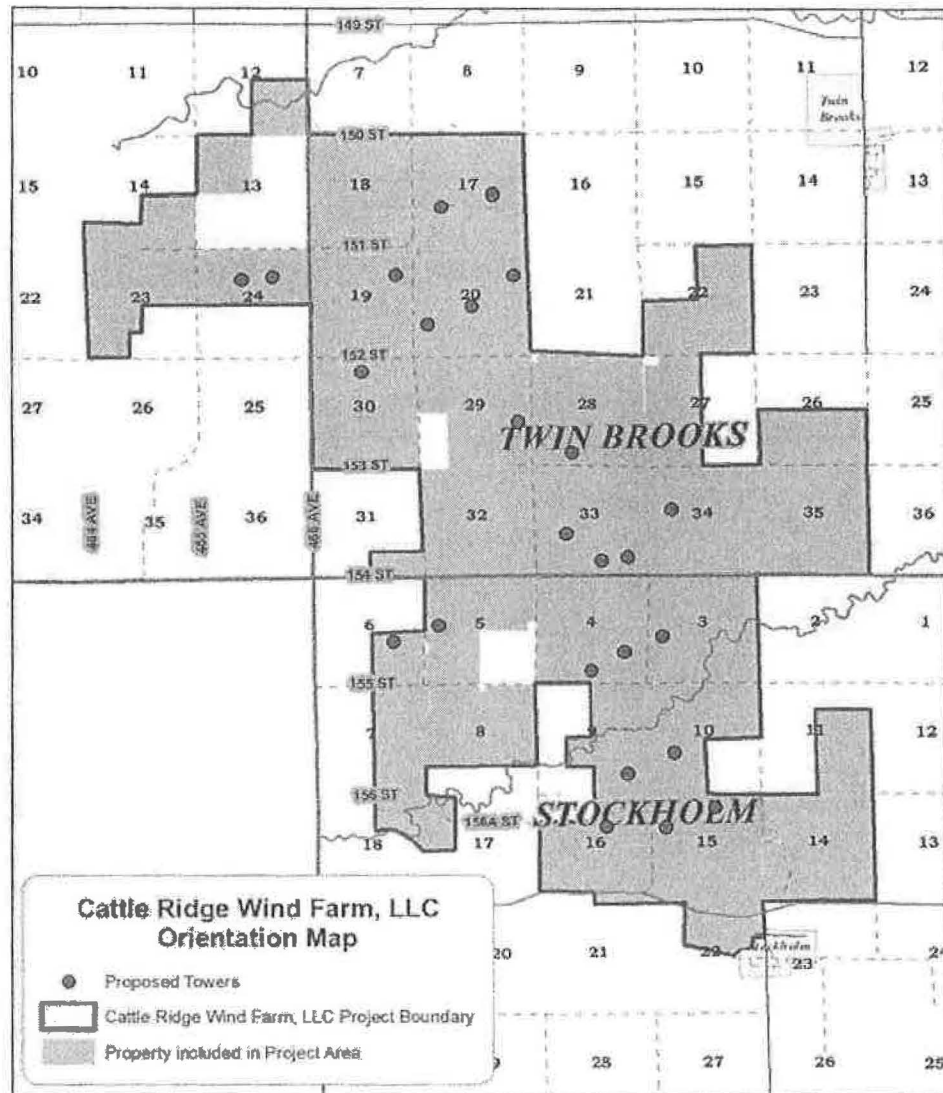 149 ST
10 11 12 7 8 9 10 11 12
Twin
Brooks
150 ST
15 14 13 18 17 16 15 14 13
151 ST
22 23 24 19 20 21 22 23 24
152 ST
27 26 25 30 29 28 27 26 25
TWIN BROOKS
153 ST
34 35 36 31 32 33 34 35 36
464 AVE 465 AVE 466 AVE
154 ST
6 5 4 3 2 1
155 ST
7 8 9 10 11 12
156 ST
156A ST
STOCKHOLM
18 17 16 15 14 13
Cattle Ridge Wind Farm, LLC
Orientation Map
Proposed Towers
Cattle Ridge Wind Farm, LLC Project Boundary
Property included in Project Area
20 21 22 23 24
Stockholm
28 27 26 25